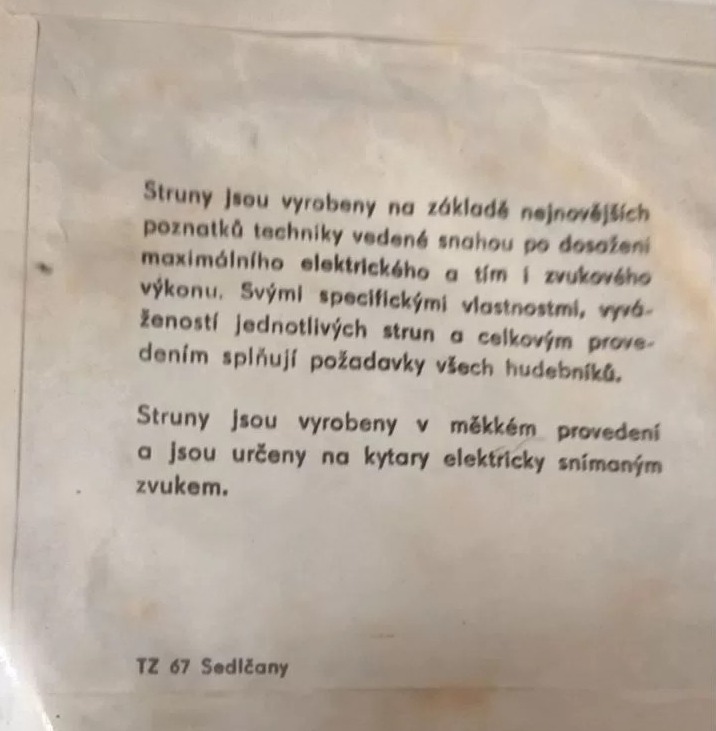 Struny jsou vyrobeny na základě nejnovějších
poznatků techniky vedené snahou po dosažení
maximálního elektrického a tím i zvukového
výkonu. Svými specifickými vlastnostmi, vyvá-
žeností jednotlivých strun a celkovým prove-
dením splňují požadavky všech hudebníků.
Struny jsou vyrobeny v měkkém provedení
a jsou určeny na kytary elektricky snímaným
zvukem.
TZ 67 Sedlčany